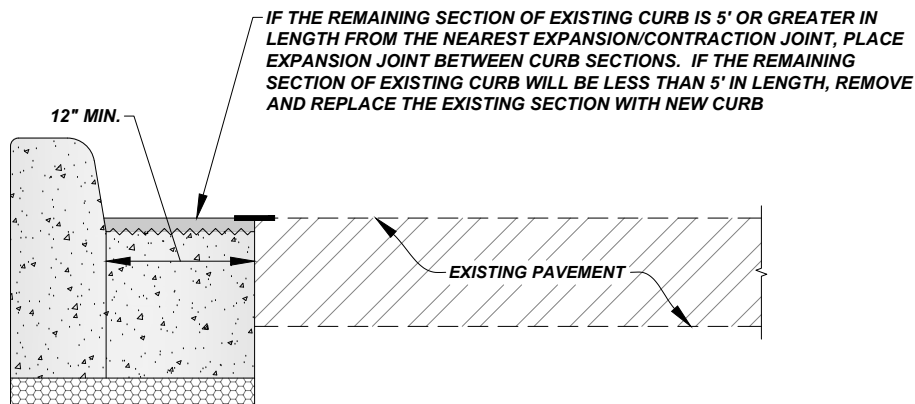 IF THE REMAINING SECTION OF EXISTING CURB IS 5' OR GREATER IN
LENGTH FROM THE NEAREST EXPANSION/CONTRACTION JOINT, PLACE
EXPANSION JOINT BETWEEN CURB SECTIONS.  IF THE REMAINING
SECTION OF EXISTING CURB WILL BE LESS THAN 5' IN LENGTH, REMOVE
AND REPLACE THE EXISTING SECTION WITH NEW CURB
12" MIN.
EXISTING PAVEMENT